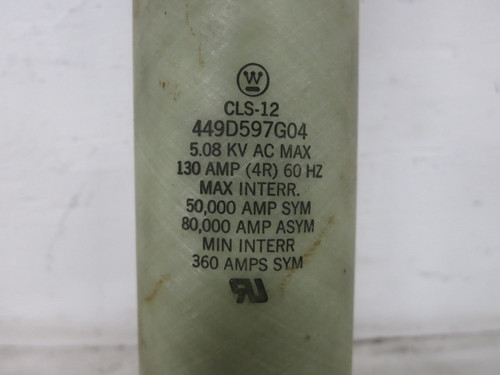 W
CLS-12
449D597G04
5.08 KV AC MAX
130 AMP (4R) 60 HZ
MAX INTERR.
50,000 AMP SYM
80,000 AMP ASYM
MIN INTERR
360 AMPS SYM
RU